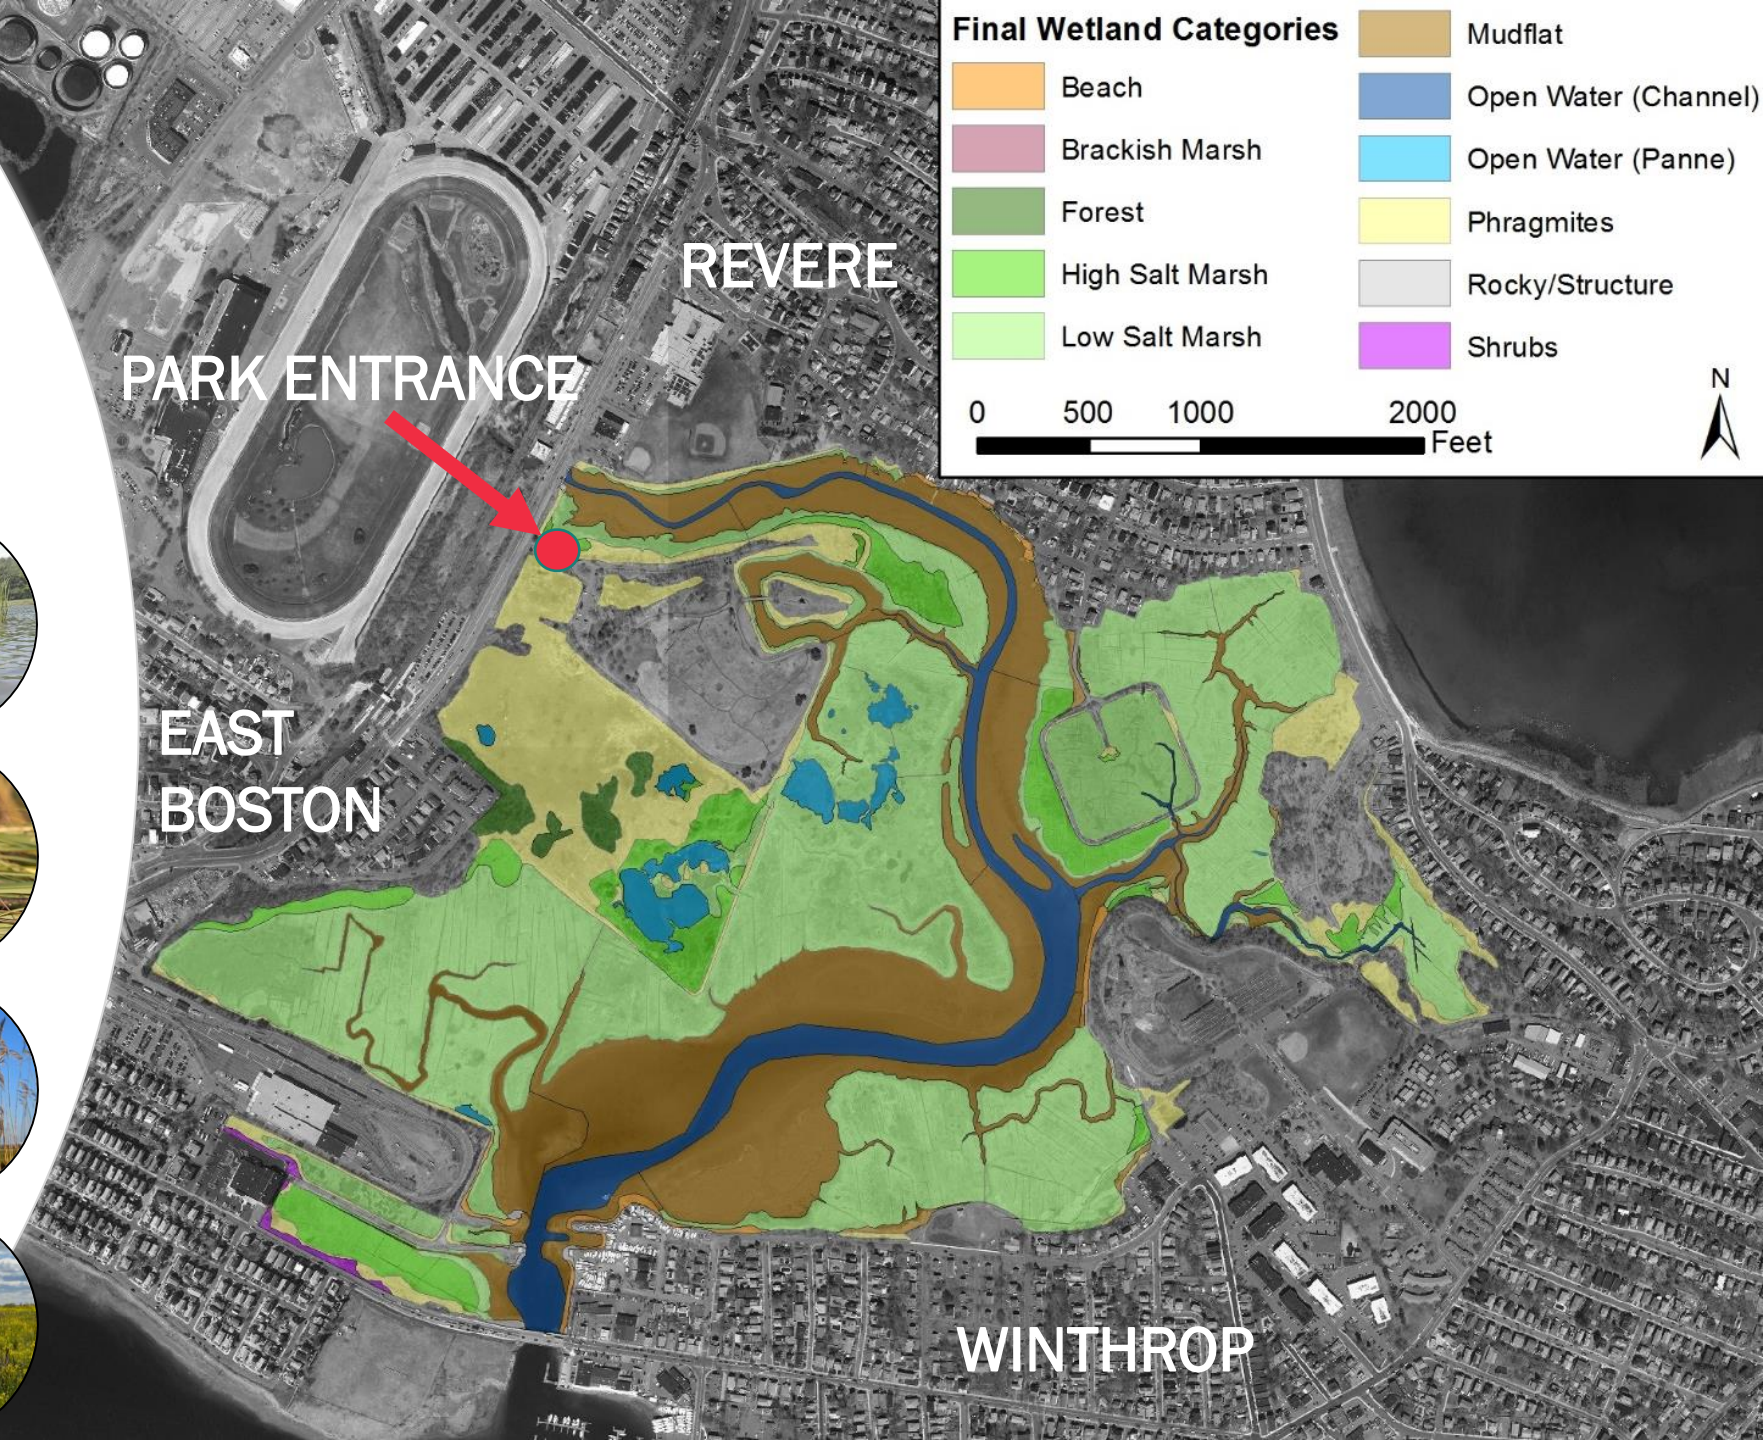 Final Wetland Categories
Beach
Brackish Marsh
Forest
High Salt Marsh
Low Salt Marsh
Mudflat
Open Water (Channel)
Open Water (Panne)
Phragmites
Rocky/Structure
Shrubs
N
0 500 1000 2000
Feet
REVERE
PARK ENTRANCE
EAST
BOSTON
WINTHROP